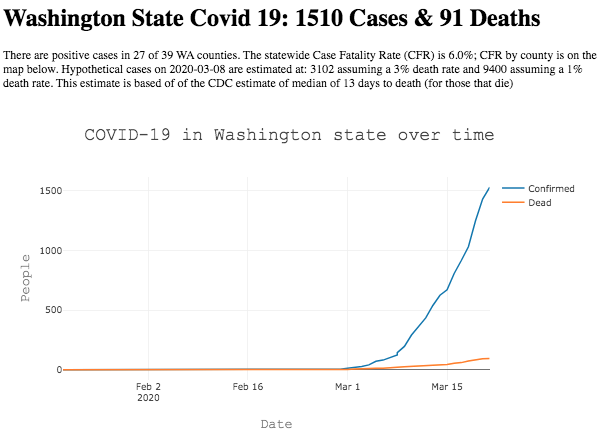 Washington State Covid 19: 1510 Cases & 91 Deaths
There are positive cases in 27 of 39 WA counties. The statewide Case Fatality Rate (CFR) is 6.0%; CFR by county is on the
map below. Hypothetical cases on 2020-03-08 are estimated at: 3102 assuming a 3% death rate and 9400 assuming a 1%
death rate. This estimate is based of of the CDC estimate of median of 13 days to death (for those that die)
COVID-19 in Washington state over time
1500
1000
500
0
People
Confirmed
Dead
Feb 2
2020
Feb 16
Mar 1
Mar 15
Date